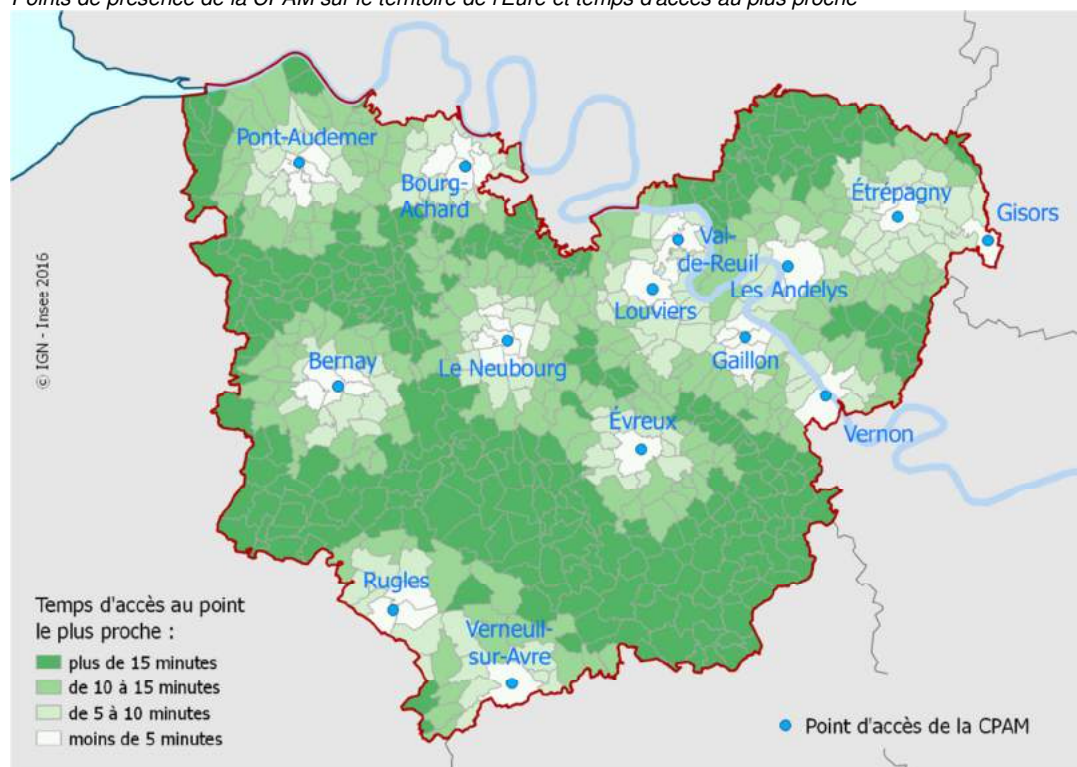 Points de présence de la CPAM sur le territoire de l'Eure et temps d'accès au plus proche
Pont-Audemer
Bourg-
Achard
Étrépagny
Gisors
Val-
de-Reuil
Les Andelys
Louviers
Gaillon
Le Neubourg
Bernay
Évreux
Vernon
Rugles
Verneuil-
sur-Avre
© IGN - Insee 2016
Temps d'accès au point
le plus proche :
plus de 15 minutes
de 10 à 15 minutes
de 5 à 10 minutes
moins de 5 minutes
Point d'accès de la CPAM